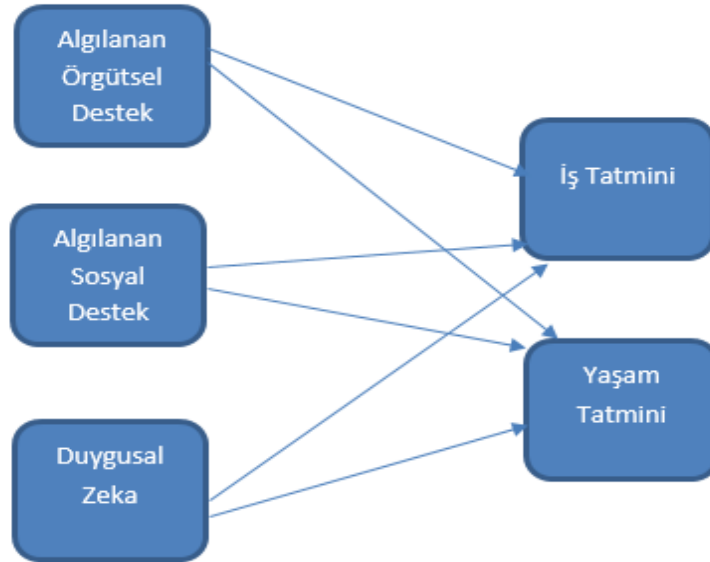 Algılanan
Örgütsel
Destek
Algılanan
Sosyal
Destek
Duygusal
Zeka
İş Tatmini
Yaşam
Tatmini